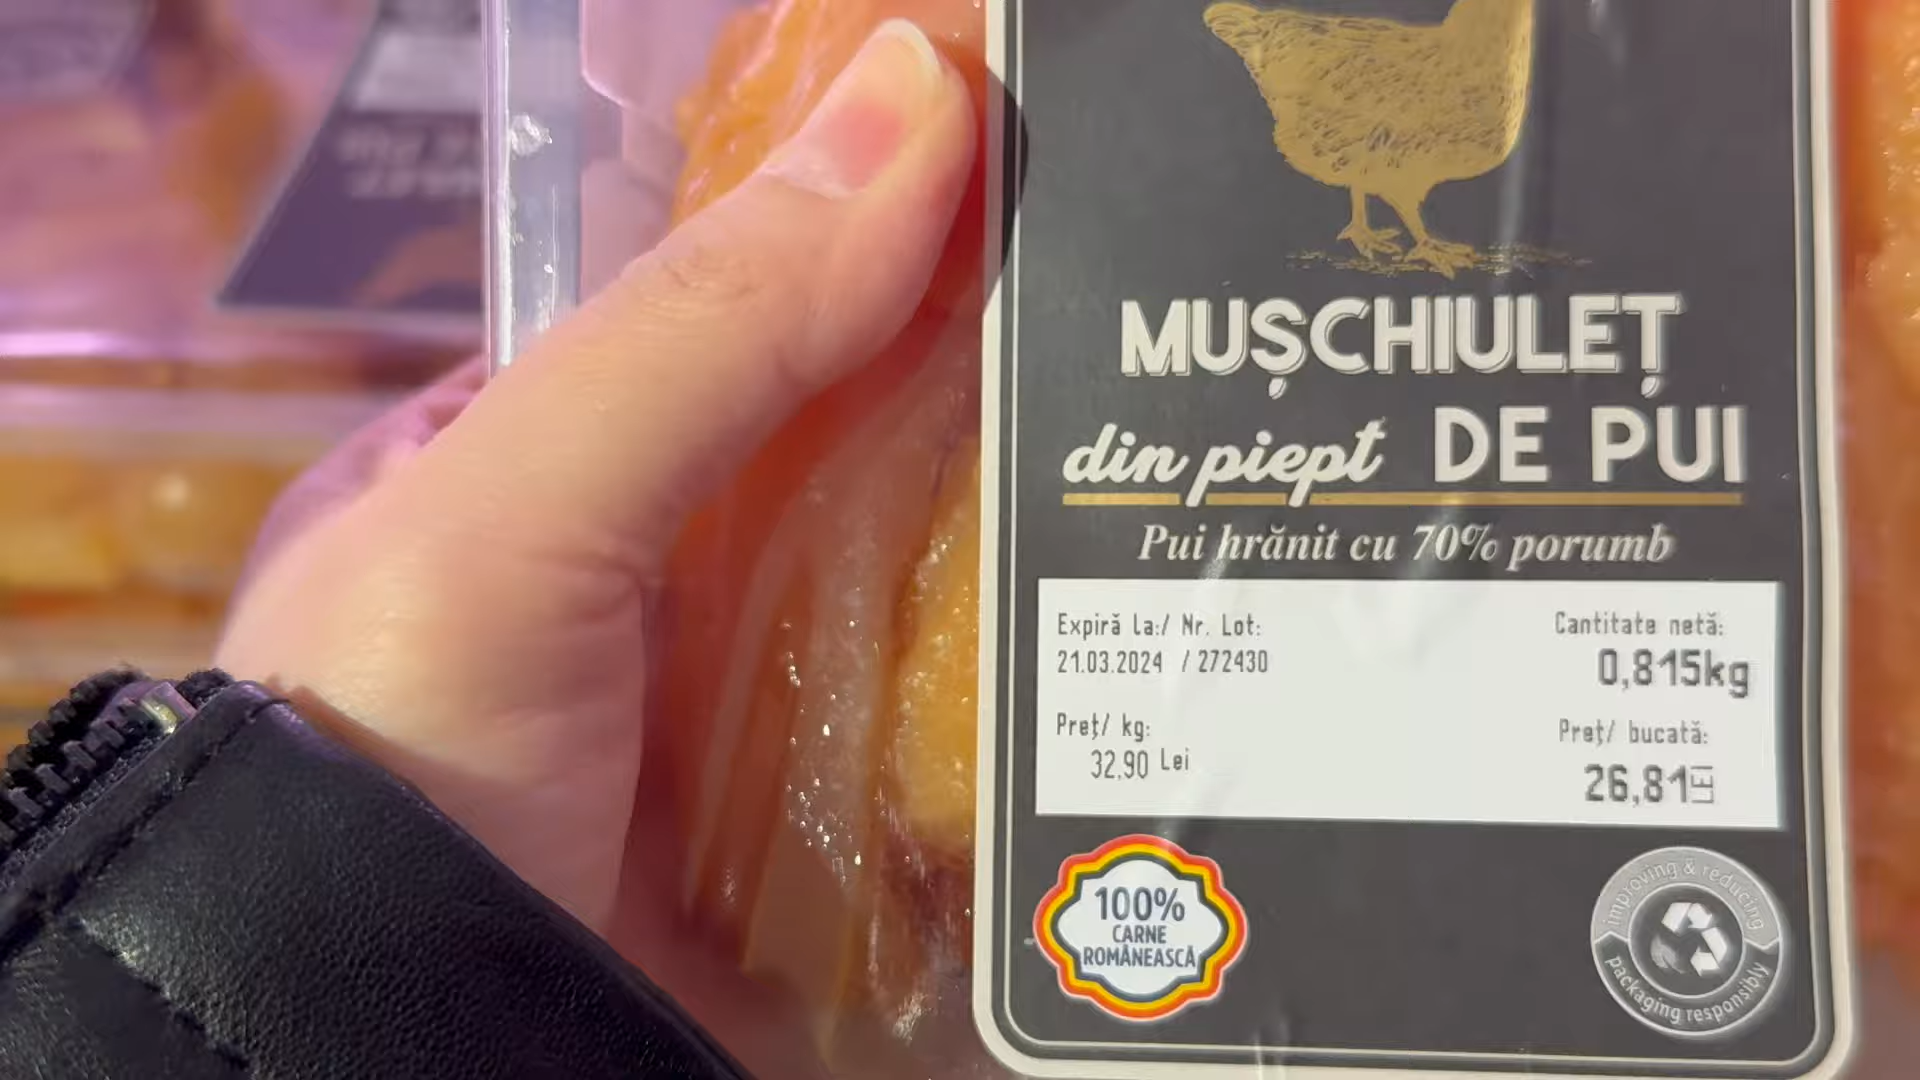 MUȘCHIULEȚ
din piept DE PUI
Pui hrănit cu 70% porumb
Expiră la:/ Nr. Lot:
21.03.2024 / 272430
Cantitate netă:
0,815kg
Preț/ kg:
32,90 Lei
Preț/ bucată:
26,81 LEI
100%
CARNE
ROMÂNEASCĂ
improving & reducing
packaging responsibly